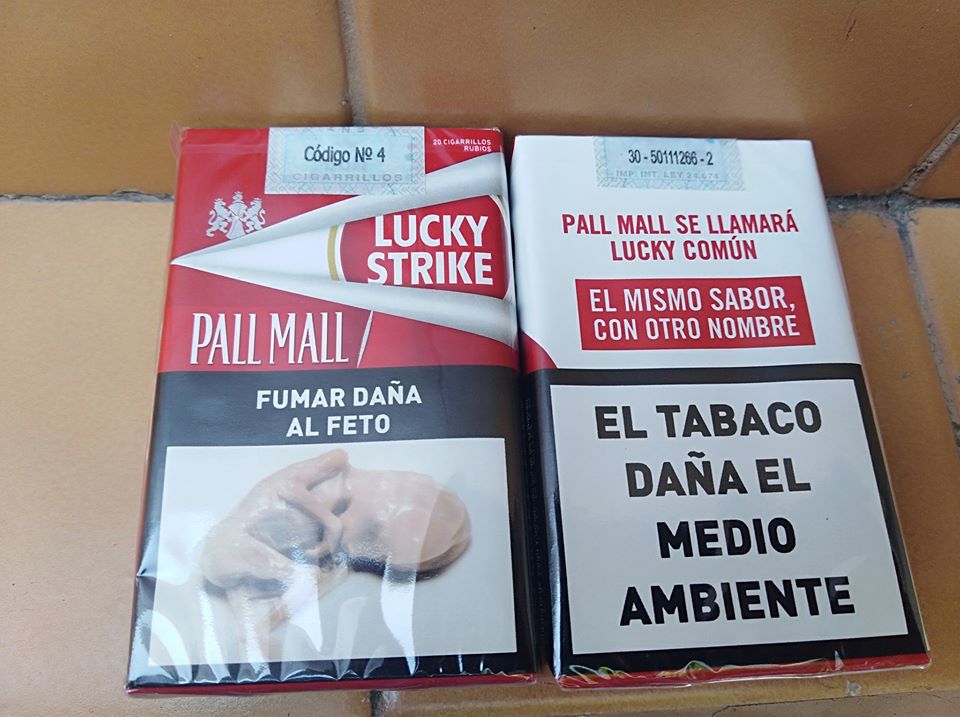 Código Nº 4
CIGARRILLOS
20 CIGARRILLOS
RUBIOS
LUCKY
STRIKE
PALL MALL
FUMAR DAÑA
AL FETO
30 - 50111266 - 2
IMP. INT. LEY 24.674
PALL MALL SE LLAMARÁ
LUCKY COMÚN
EL MISMO SABOR,
CON OTRO NOMBRE
EL TABACO
DAÑA EL
MEDIO
AMBIENTE